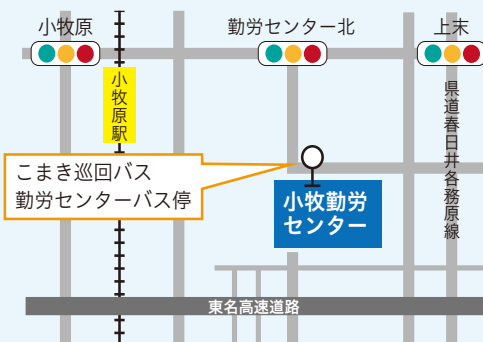 小牧原
勤労センター北
上末
小牧原駅
県道春日井各務原線
こまき巡回バス
勤労センターバス停
小牧勤労
センター
東名高速道路